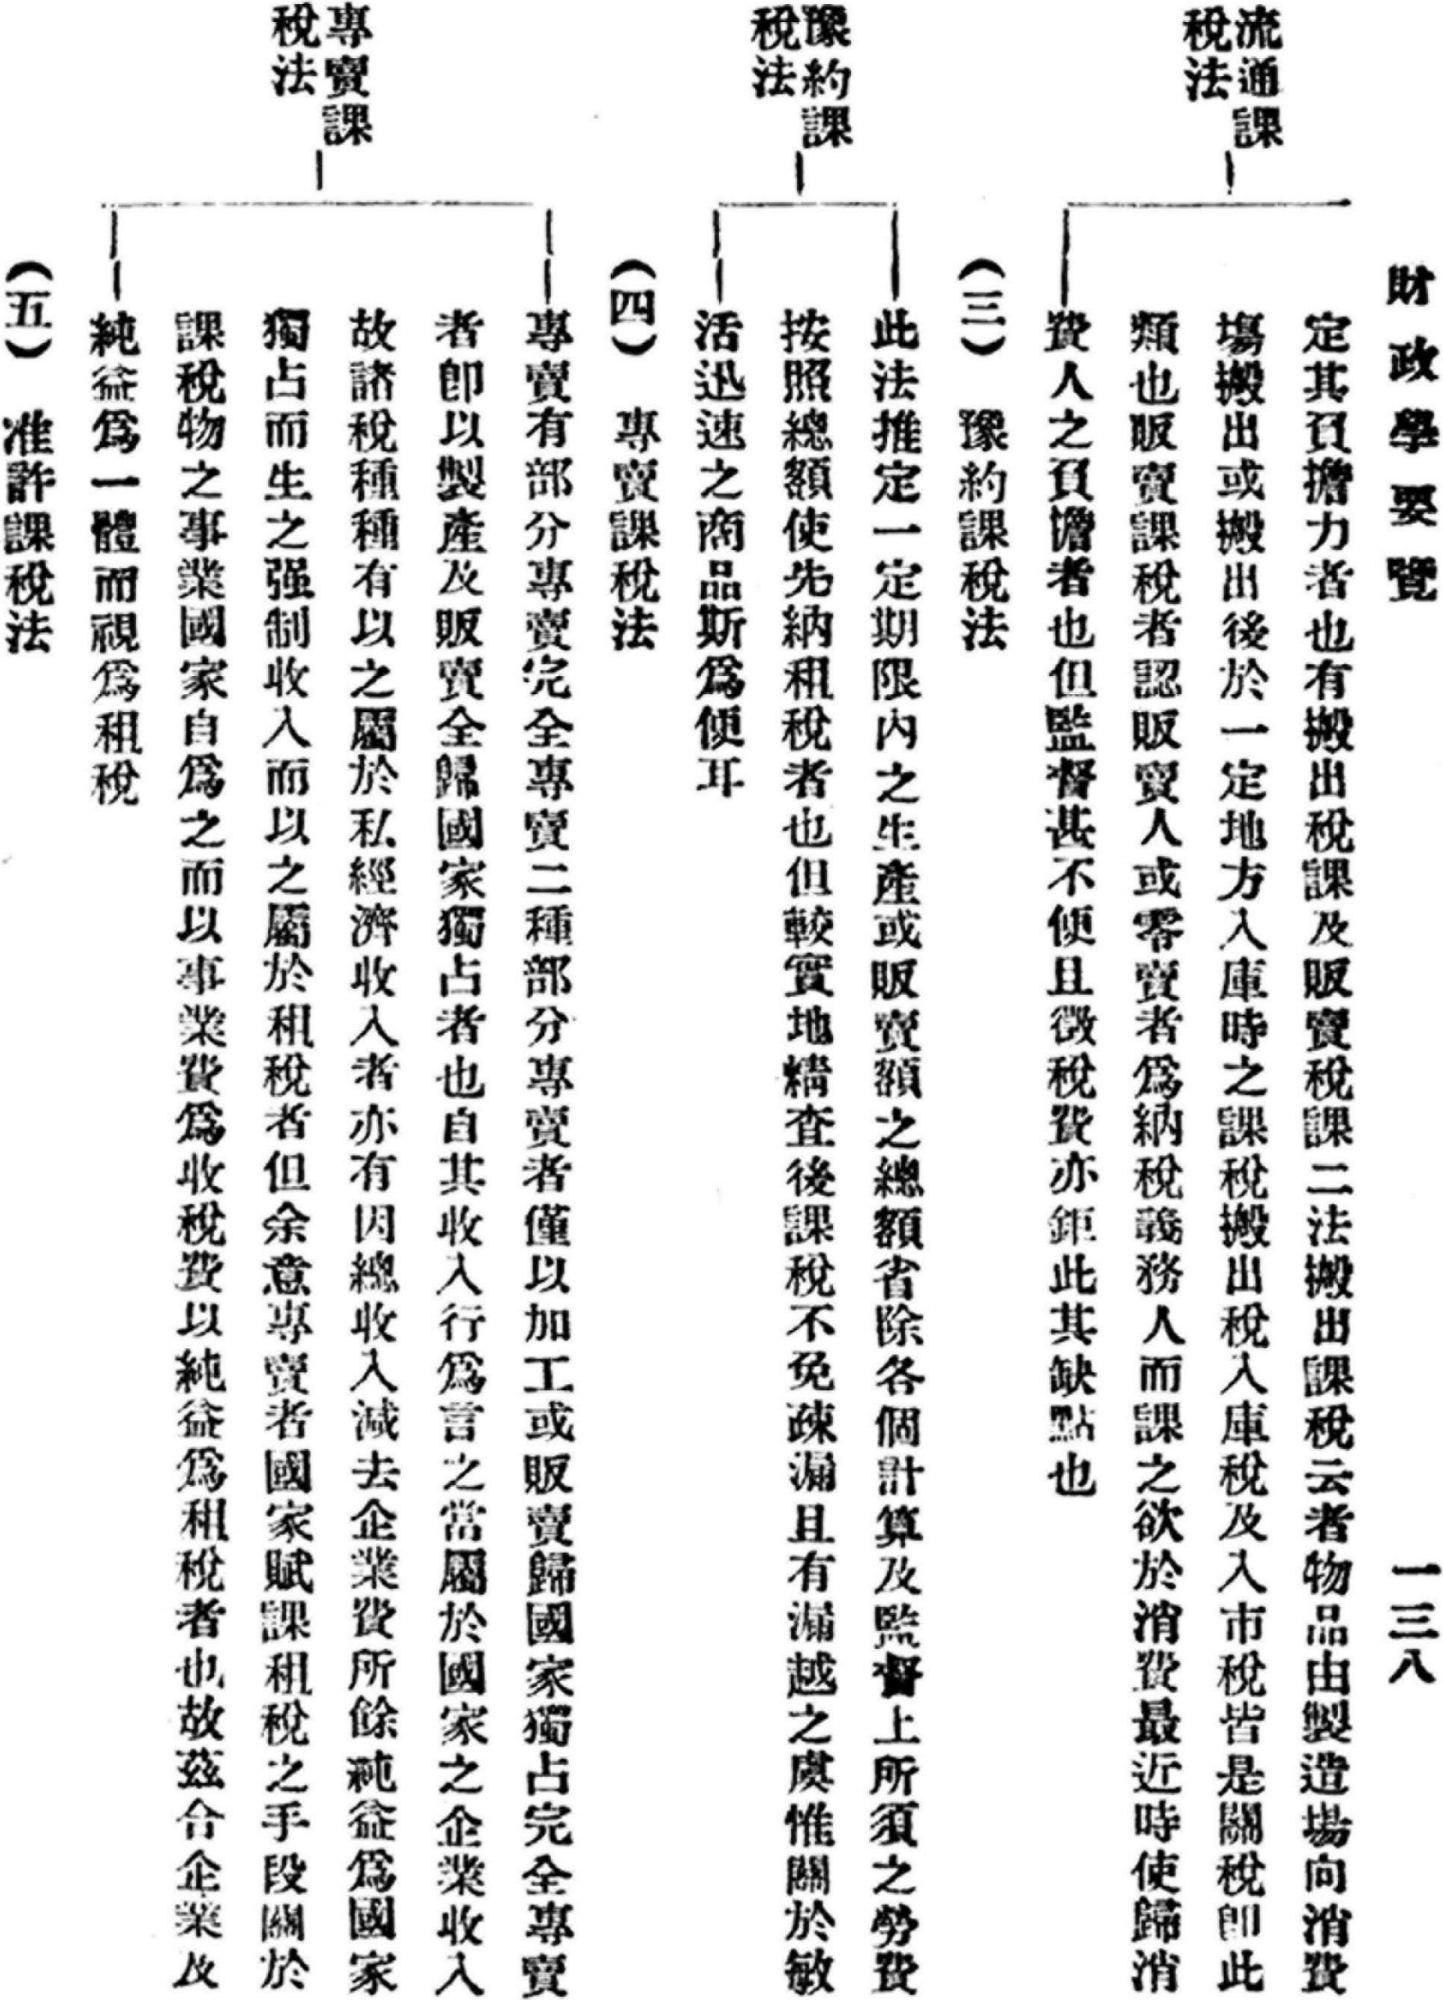 財政學要覽　一三八
流通課
稅法
定其負擔力者也有搬出稅課及販賣稅課二法搬出課稅云者物品由製造場向消費
塲搬出或搬出後於一定地方入庫時之課稅搬出稅入庫稅及入市稅皆是關稅卽此
類也販賣課稅者認販賣人或零賣者爲納稅義務人而課之欲於消費最近時使歸消
費人之負擔者也但監督甚不便且徵稅費亦鉅此其缺點也
（三）　豫約課稅法
豫約課
稅法
此法推定一定期限內之生產或販賣額之總額省除各個計算及監督上所須之勞費
按照總額使先納租稅者也但較實地精查後課稅不免疎漏且有漏越之虞惟關於敏
活迅速之商品斯爲便耳
（四）　專賣課稅法
專賣課
稅法
專賣有部分專賣完全專賣二種部分專賣者僅以加工或販賣歸國家獨占完全專賣
者卽以製產及販賣全歸國家獨占者也自其收入行爲言之當屬於國家之企業收入
故諸稅種種有以之屬於私經濟收入者亦有因總收入減去企業費所餘純益爲國家
獨占而生之强制收入而以之屬於租稅者但余意專賣者國家賦課租稅之手段關於
課稅物之事業國家自爲之而以事業費爲收稅費以純益爲租稅者也故茲合企業及
純益爲一體而視爲租稅
（五）　准許課稅法